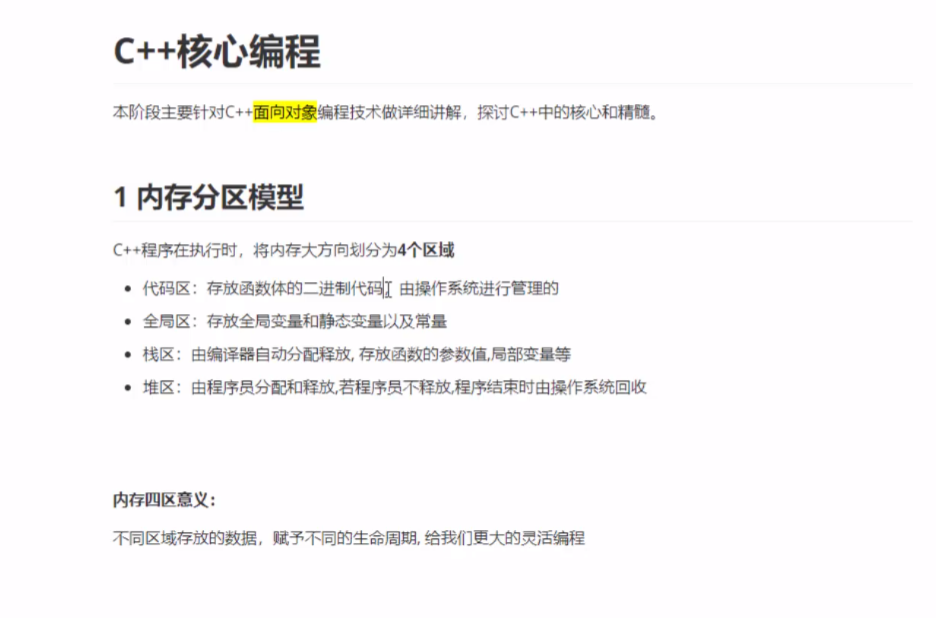 C++核心编程
本阶段主要针对C++面向对象编程技术做详细讲解，探讨C++中的核心和精髓。
1 内存分区模型
C++程序在执行时，将内存大方向划分为4个区域
• 代码区：存放函数体的二进制代码，由操作系统进行管理的
• 全局区：存放全局变量和静态变量以及常量
• 栈区：由编译器自动分配释放, 存放函数的参数值,局部变量等
• 堆区：由程序员分配和释放,若程序员不释放,程序结束时由操作系统回收
内存四区意义：
不同区域存放的数据，赋予不同的生命周期, 给我们更大的灵活编程